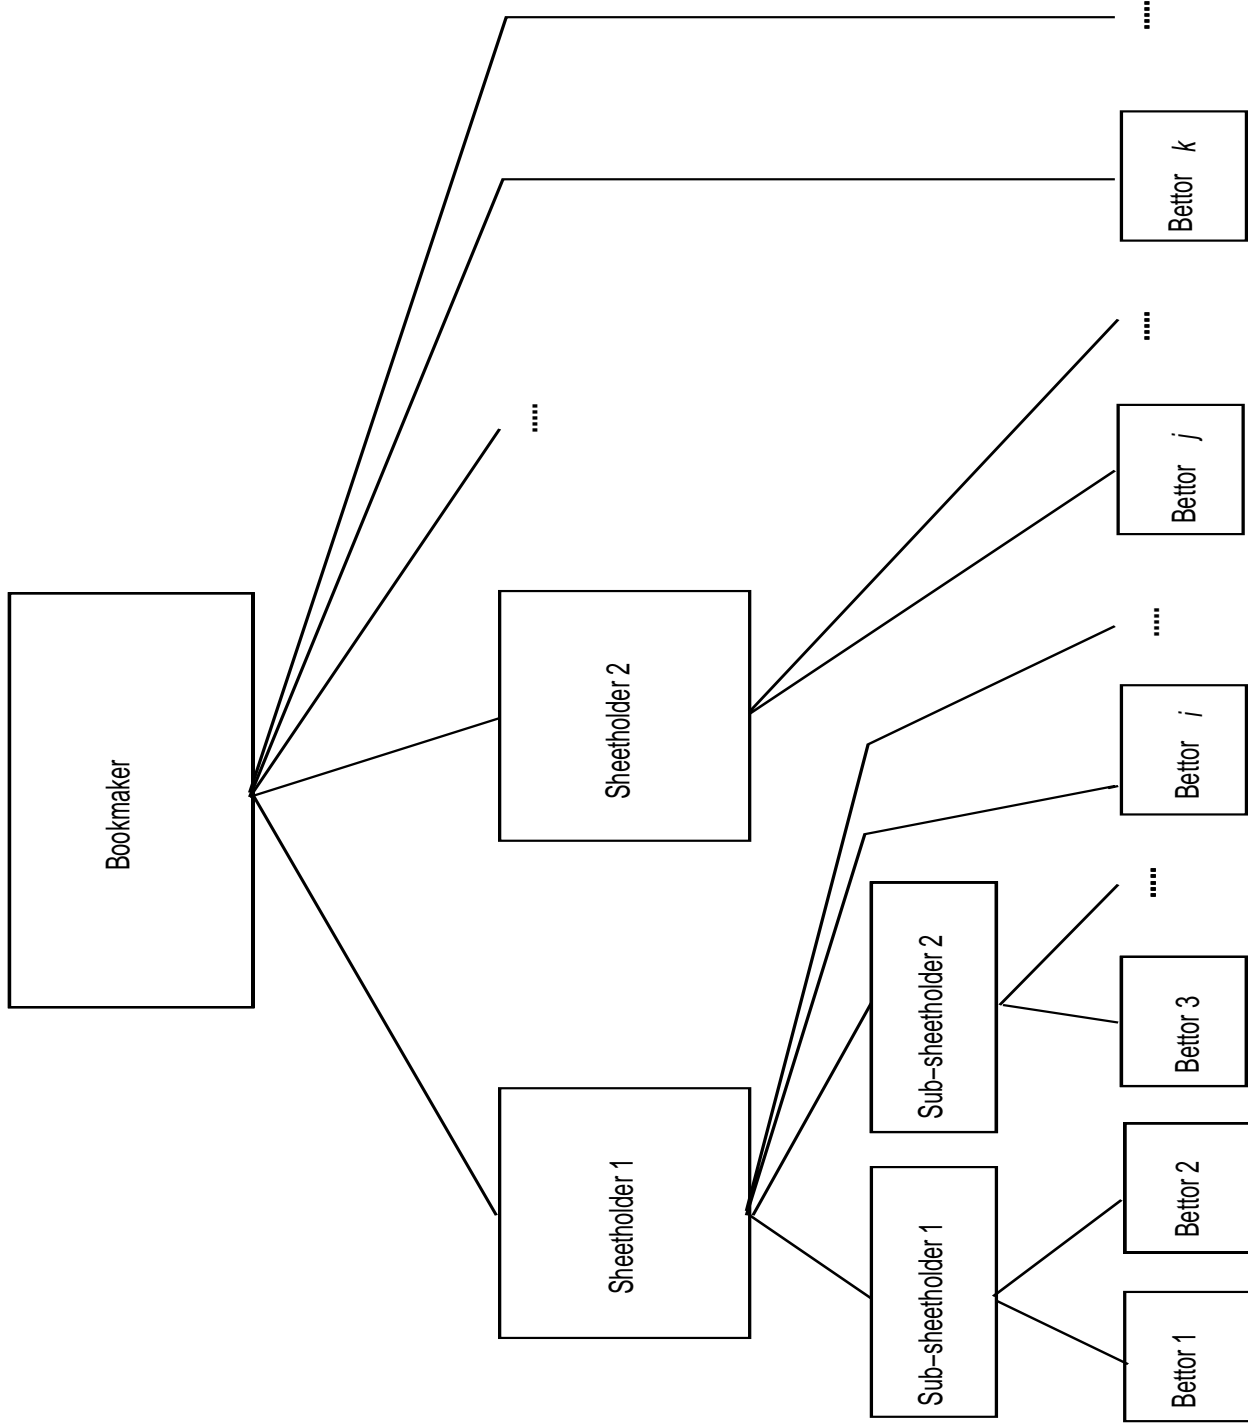 Bookmaker
Sheetholder 1
Sheetholder 2
.....
Sub-sheetholder 1
Sub-sheetholder 2
Bettor 1
Bettor 2
Bettor 3
.....
Bettor i
.....
Bettor j
.....
Bettor k
.....